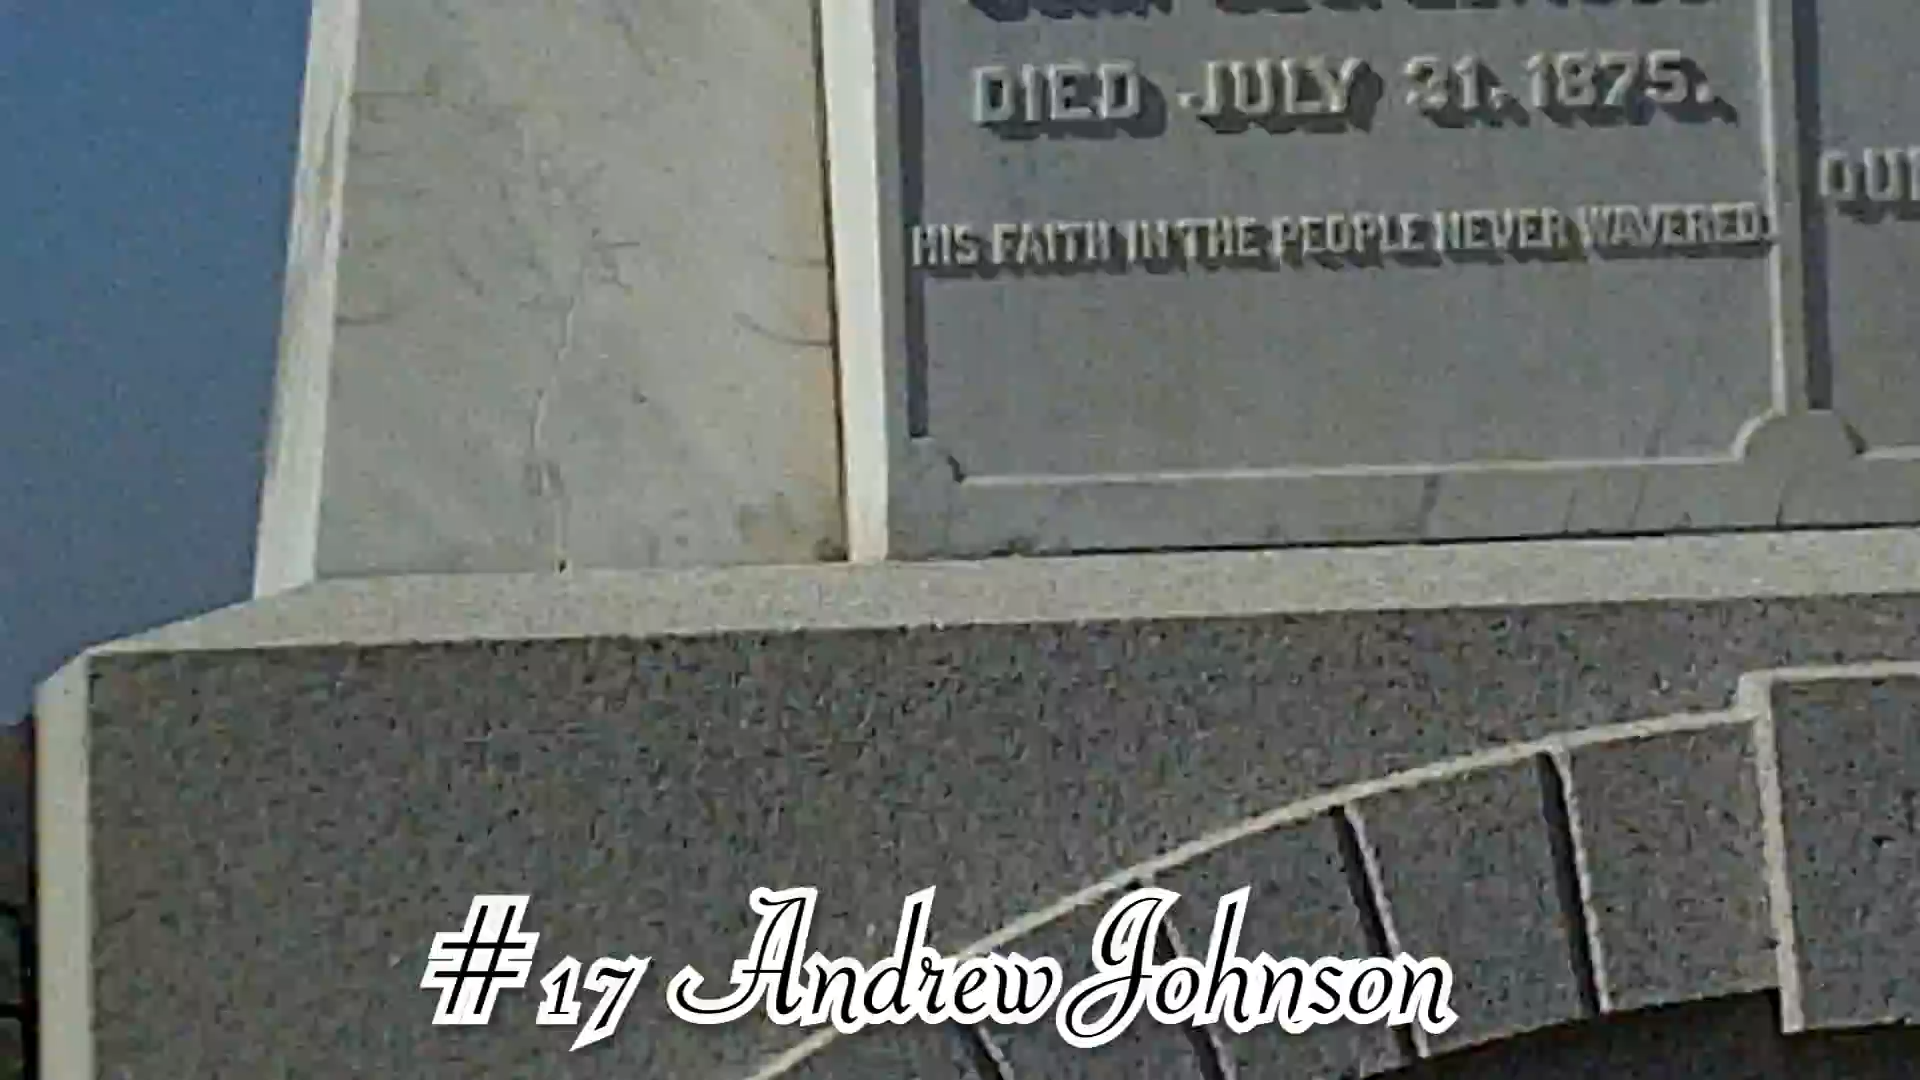 DIED JULY 31, 1875.
HIS FAITH IN THE PEOPLE NEVER WAVERED.
#17 Andrew Johnson